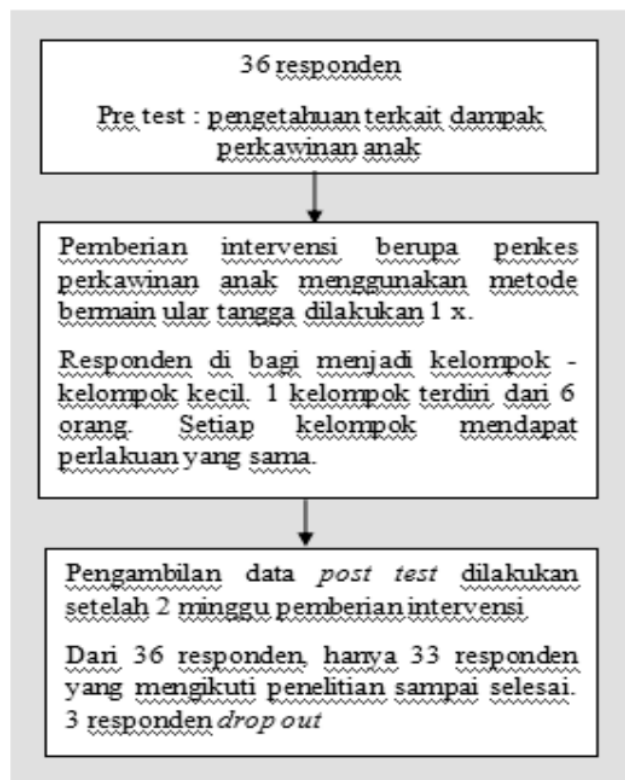 36 responden
Pre test : pengetahuan terkait dampak
perkawinan anak
Pemberian intervensi berupa penkes
perkawinan anak menggunakan metode
bermain ular tangga dilakukan 1 x.
Responden di bagi menjadi kelompok -
kelompok kecil. 1 kelompok terdiri dari 6
orang. Setiap kelompok mendapat
perlakuan yang sama.
Pengambilan data post test dilakukan
setelah 2 minggu pemberian intervensi
Dari 36 responden, hanya 33 responden
yang mengikuti penelitian sampai selesai.
3 responden drop out